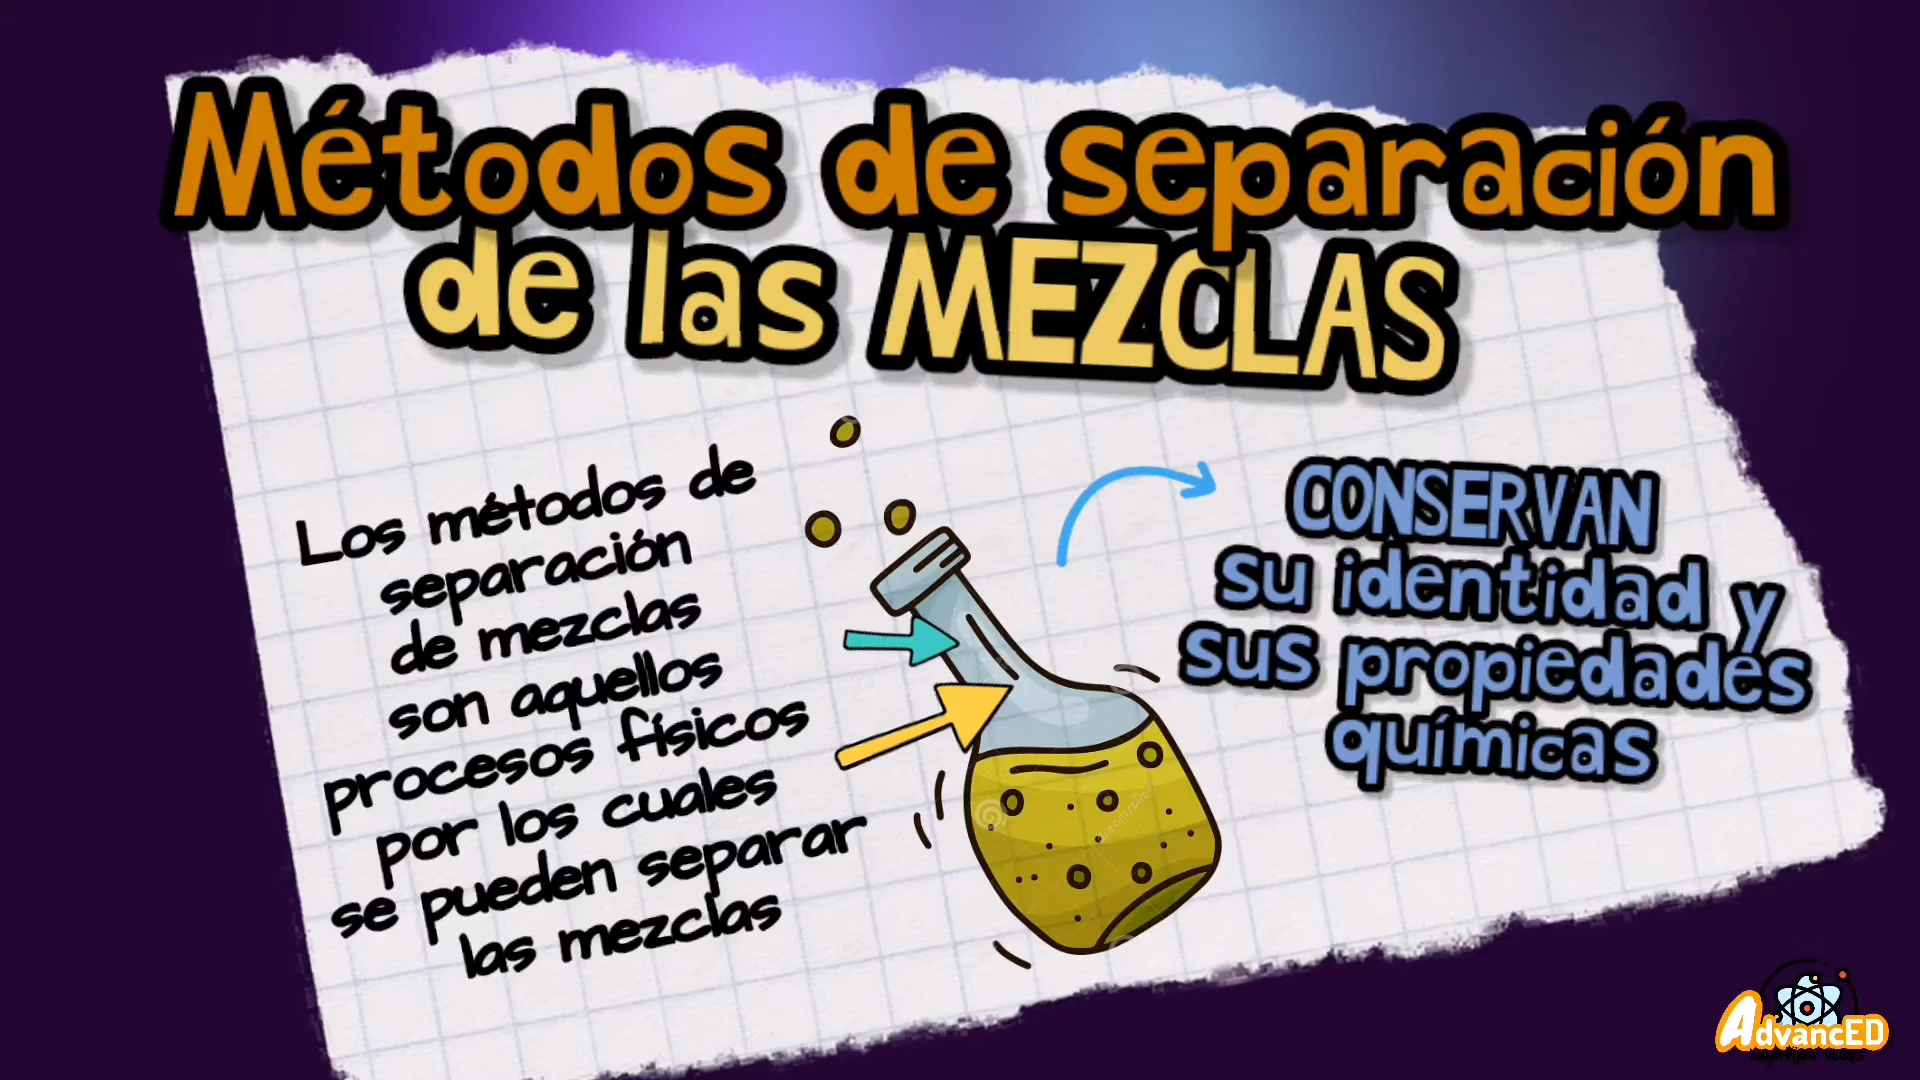 Métodos de separación
de las MEZCLAS
Los métodos de
separación
de mezclas
son aquellos
procesos físicos
por los cuales
se pueden separar
las mezclas
CONSERVAN
su identidad y
sus propiedades
químicas
AdvancED